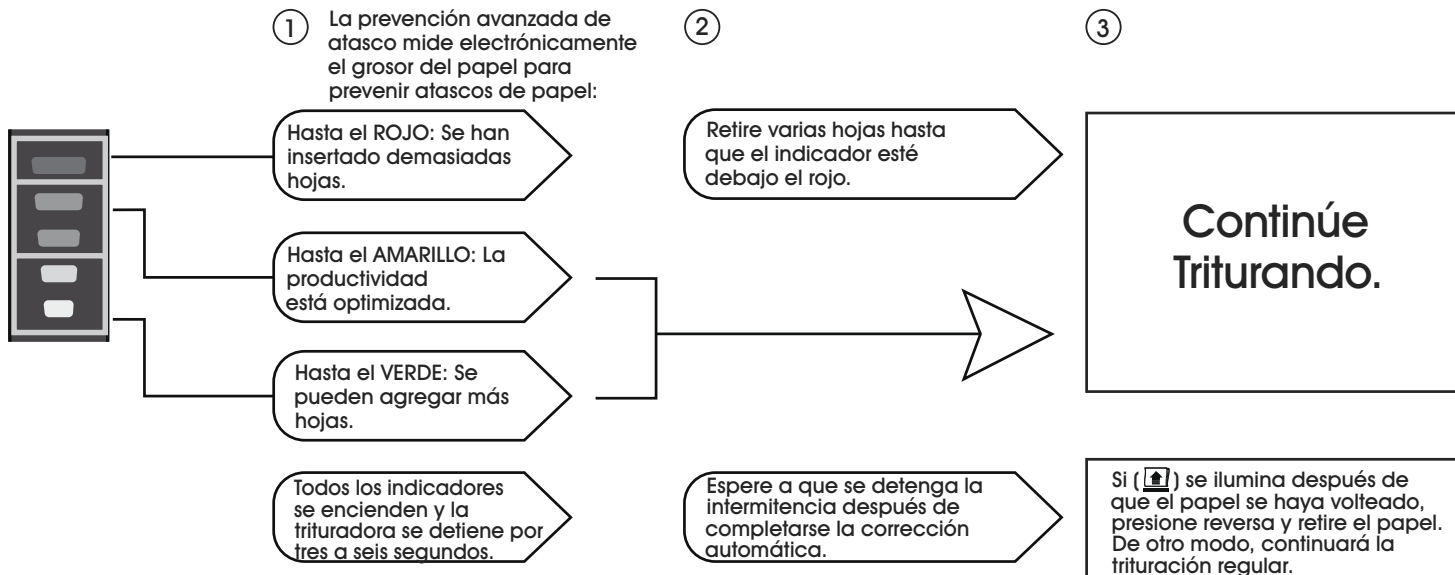 1
La prevención avanzada de
atasco mide electrónicamente
el grosor del papel para
prevenir atascos de papel:
2
3
Hasta el ROJO: Se han
insertado demasiadas
hojas.
Retire varias hojas hasta
que el indicador esté
debajo el rojo.
Continúe
Triturando.
Hasta el AMARILLO: La
productividad
está optimizada.
Hasta el VERDE: Se
pueden agregar más
hojas.
Todos los indicadores
se encienden y la
trituradora se detiene por
tres a seis segundos.
Espere a que se detenga la
intermitencia después de
completarse la corrección
automática.
Si ( ) se ilumina después de
que el papel se haya volteado,
presione reversa y retire el papel.
De otro modo, continuará la
trituración regular.